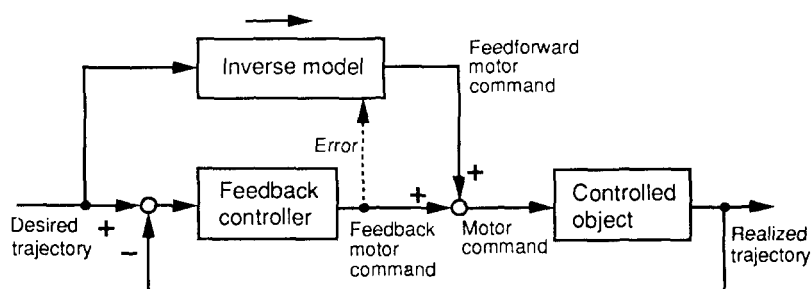 Inverse model
Feedforward
motor
command
Error
+
Feedback
controller
+
Controlled
object
Desired
trajectory
+
−
Feedback
motor
command
Motor
command
Realized
trajectory